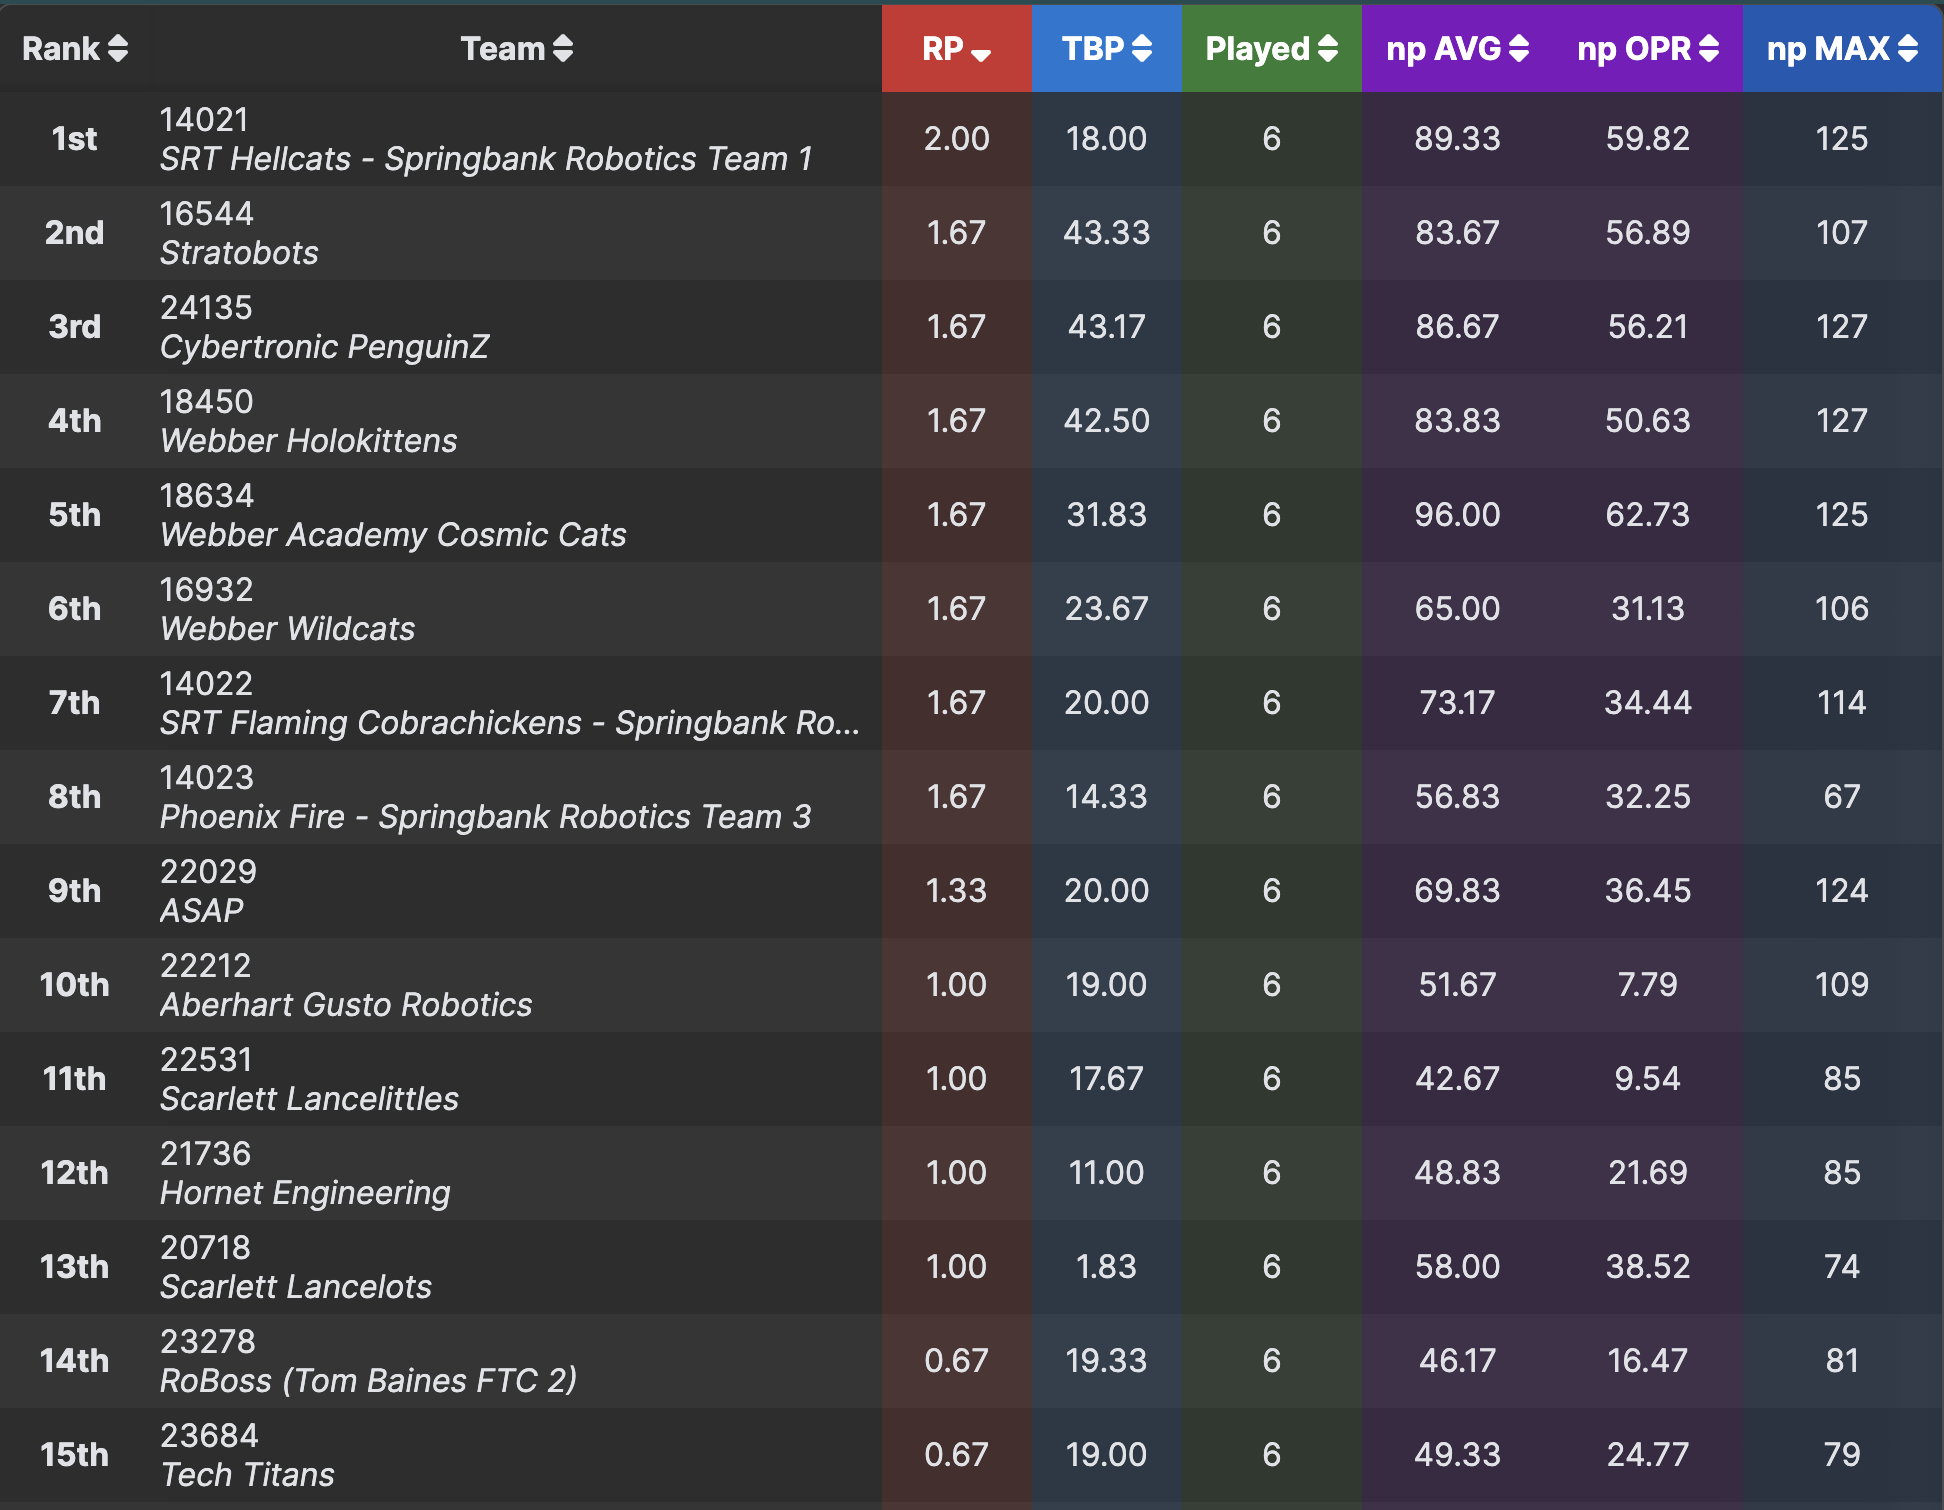 Rank Team RP TBP Played np AVG np OPR np MAX
1st 14021 2.00 18.00 6 89.33 59.82 125
SRT Hellcats - Springbank Robotics Team 1
2nd 16544 1.67 43.33 6 83.67 56.89 107
Stratobots
3rd 24135 1.67 43.17 6 86.67 56.21 127
Cybertronic PenguinZ
4th 18450 1.67 42.50 6 83.83 50.63 127
Webber Holokittens
5th 18634 1.67 31.83 6 96.00 62.73 125
Webber Academy Cosmic Cats
6th 16932 1.67 23.67 6 65.00 31.13 106
Webber Wildcats
7th 14022 1.67 20.00 6 73.17 34.44 114
SRT Flaming Cobrachickens - Springbank Ro...
8th 14023 1.67 14.33 6 56.83 32.25 67
Phoenix Fire - Springbank Robotics Team 3
9th 22029 1.33 20.00 6 69.83 36.45 124
ASAP
10th 22212 1.00 19.00 6 51.67 7.79 109
Aberhart Gusto Robotics
11th 22531 1.00 17.67 6 42.67 9.54 85
Scarlett Lancelittles
12th 21736 1.00 11.00 6 48.83 21.69 85
Hornet Engineering
13th 20718 1.00 1.83 6 58.00 38.52 74
Scarlett Lancelots
14th 23278 0.67 19.33 6 46.17 16.47 81
RoBoss (Tom Baines FTC 2)
15th 23684 0.67 19.00 6 49.33 24.77 79
Tech Titans